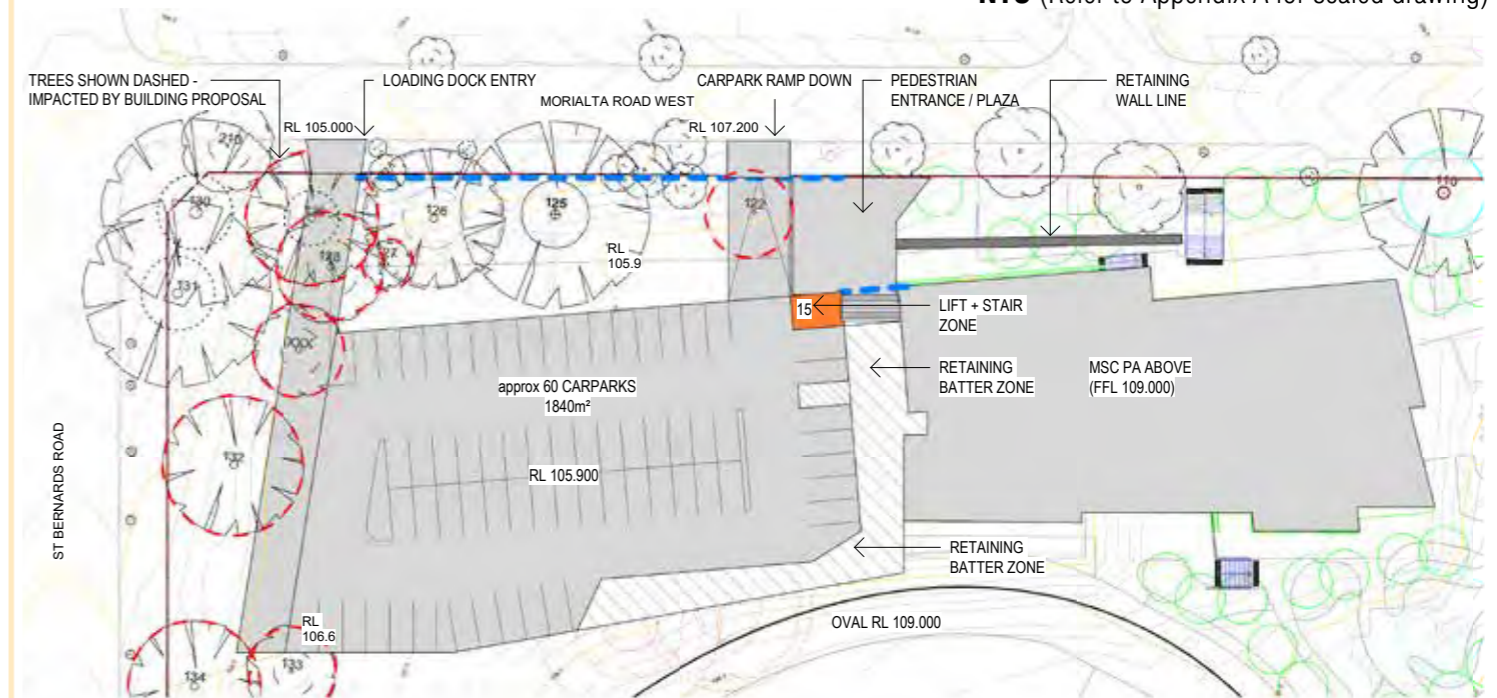 NTS (Refer to Appendix A for scaled drawing)
TREES SHOWN DASHED -
IMPACTED BY BUILDING PROPOSAL
LOADING DOCK ENTRY
MORIALTA ROAD WEST
CARPARK RAMP DOWN
PEDESTRIAN
ENTRANCE / PLAZA
RETAINING
WALL LINE
RL 105.000
RL 107.200
210
130
126
125
122
110
128
RL
105.9
131
15
LIFT + STAIR
ZONE
approx 60 CARPARKS
1840m²
RETAINING
BATTER ZONE
MSC PA ABOVE
(FFL 109.000)
132
RL 105.900
ST BERNARDS ROAD
RETAINING
BATTER ZONE
RL
106.6
OVAL RL 109.000
133
134